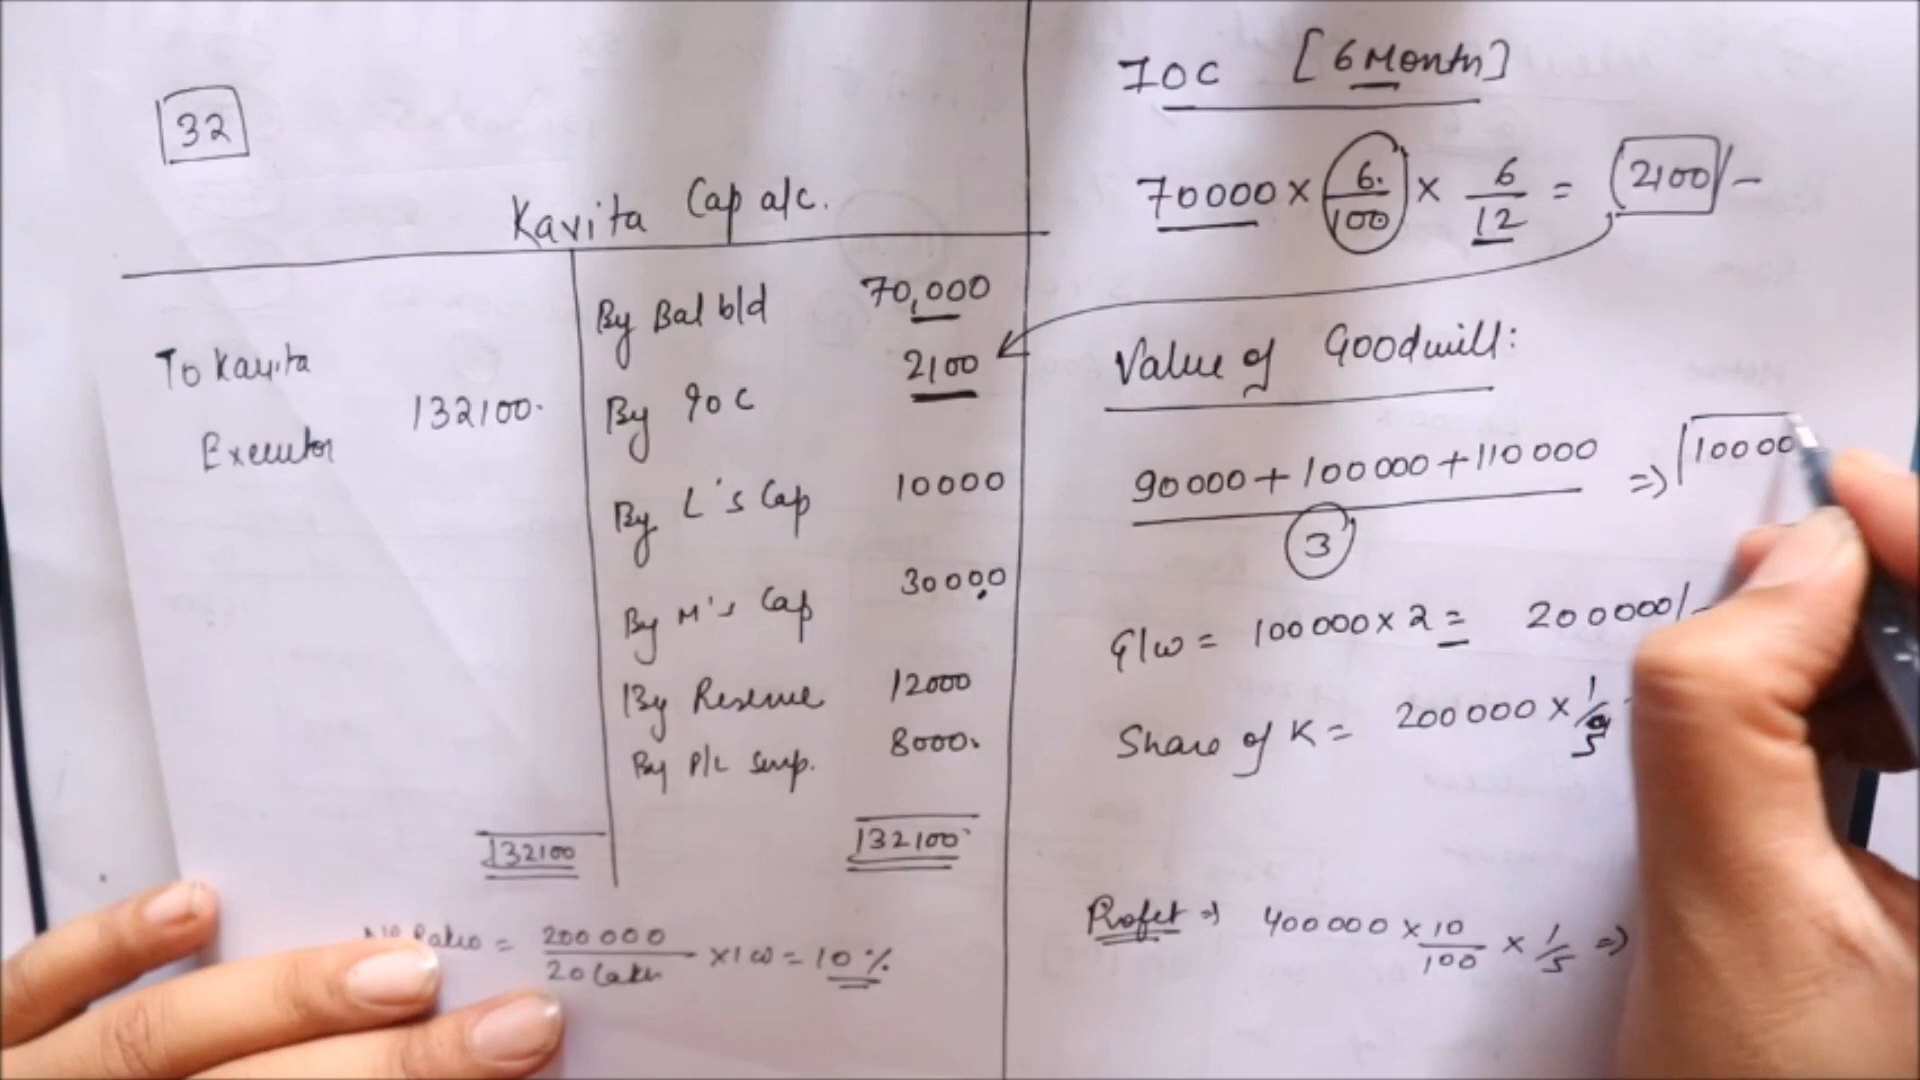 32
Kavita Cap a/c.
To Kavita
Executor 132100.
132100
By Bal b/d 70,000
By IOC 2100
By L's Cap 10000
By M's Cap 30000
By Reserve 12000
By P/L Susp. 8000.
132100
Ratio = 200000 / 20 Lakh × 100 = 10%
IOC [6 Month]
70000 × 6/100 × 6/12 = 2100/-
Value of Goodwill:
90000 + 100000 + 110000 / 3 => 10000
G/w = 100000 × 2 = 200000/-
Share of K = 200000 × 1/5
Profit => 400000 × 10/100 × 1/5 =>